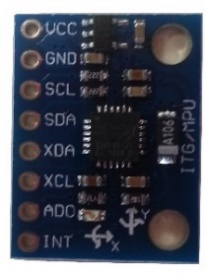 VCC
GND
SCL
SDA
XDA
XCL
ADO
INT
ITG/MPU
X
Y